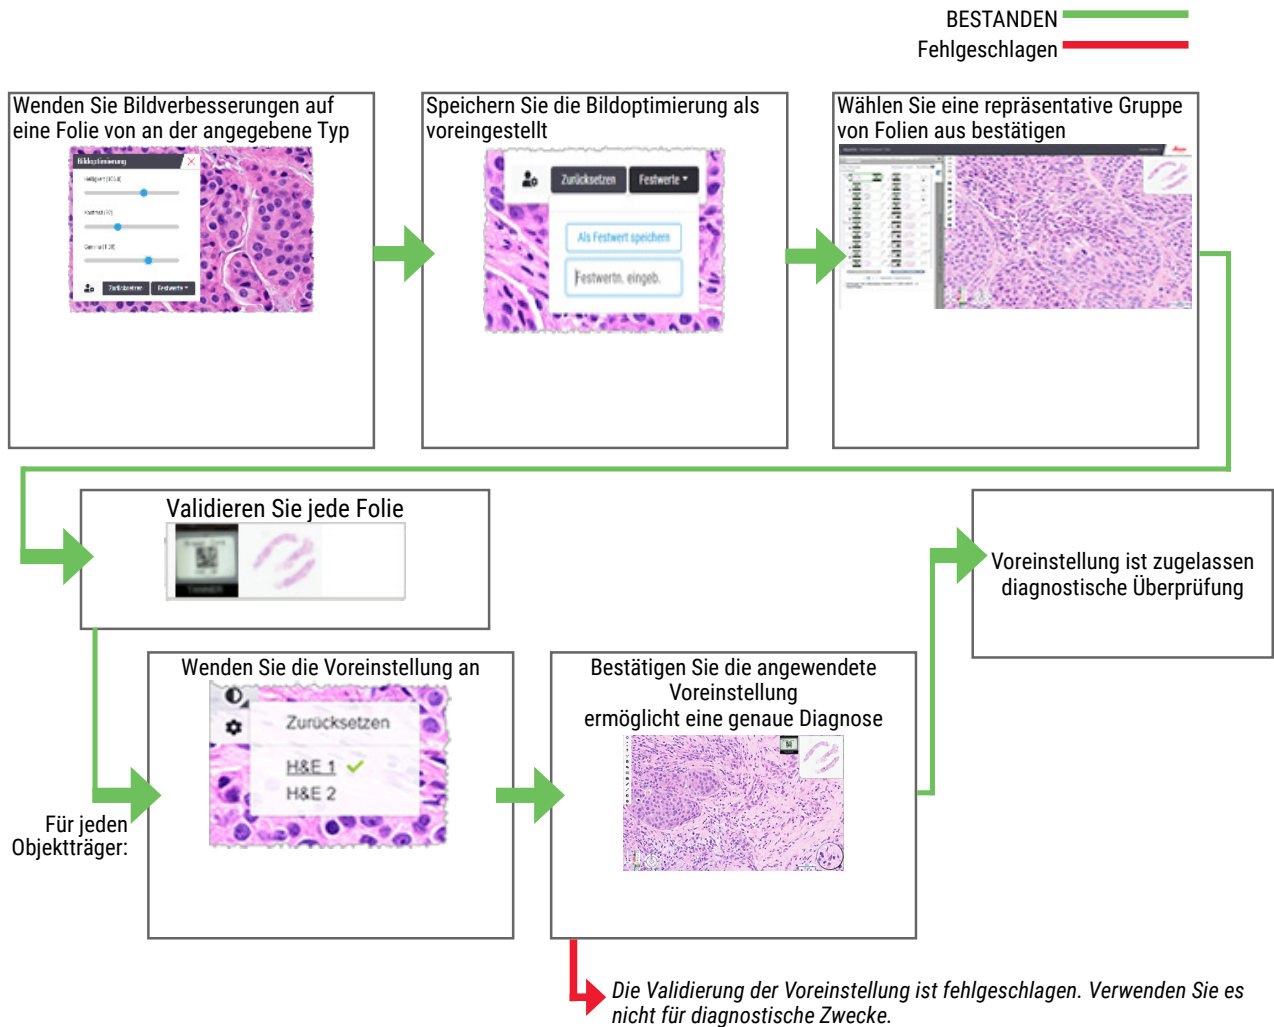 BESTANDEN
Fehlgeschlagen
Wenden Sie Bildverbesserungen auf
eine Folie von an der angegebene Typ
Bildoptimierung
Zurücksetzen
Festwerte
Speichern Sie die Bildoptimierung als
voreingestellt
Zurücksetzen
Festwerte
Als Festwert speichern
Festwertn. eingeb.
Wählen Sie eine repräsentative Gruppe
von Folien aus bestätigen
Validieren Sie jede Folie
Voreinstellung ist zugelassen
diagnostische Überprüfung
Für jeden
Objektträger:
Wenden Sie die Voreinstellung an
Zurücksetzen
H&E 1
H&E 2
Bestätigen Sie die angewendete
Voreinstellung
ermöglicht eine genaue Diagnose
Die Validierung der Voreinstellung ist fehlgeschlagen. Verwenden Sie es
nicht für diagnostische Zwecke.